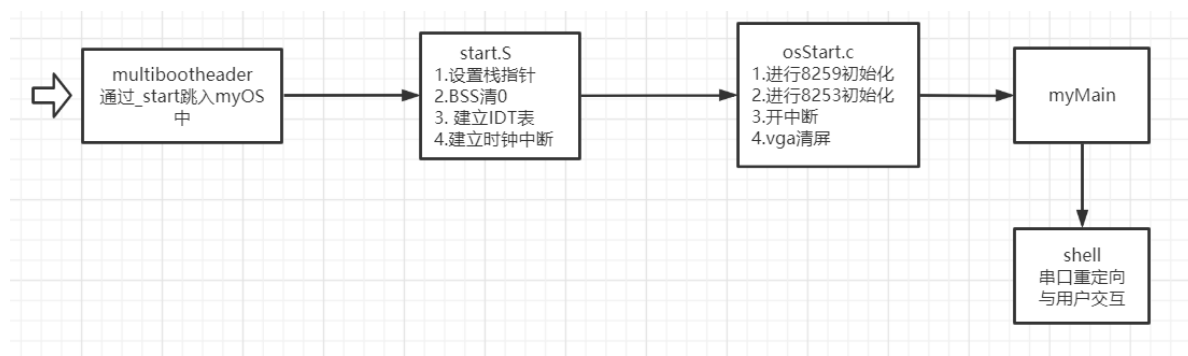 multibootheader
通过_start跳入myOS
中
start.S
1.设置栈指针
2.BSS清0
3. 建立IDT表
4.建立时钟中断
osStart.c
1.进行8259初始化
2.进行8253初始化
3.开中断
4.vga清屏
myMain
shell
串口重定向
与用户交互